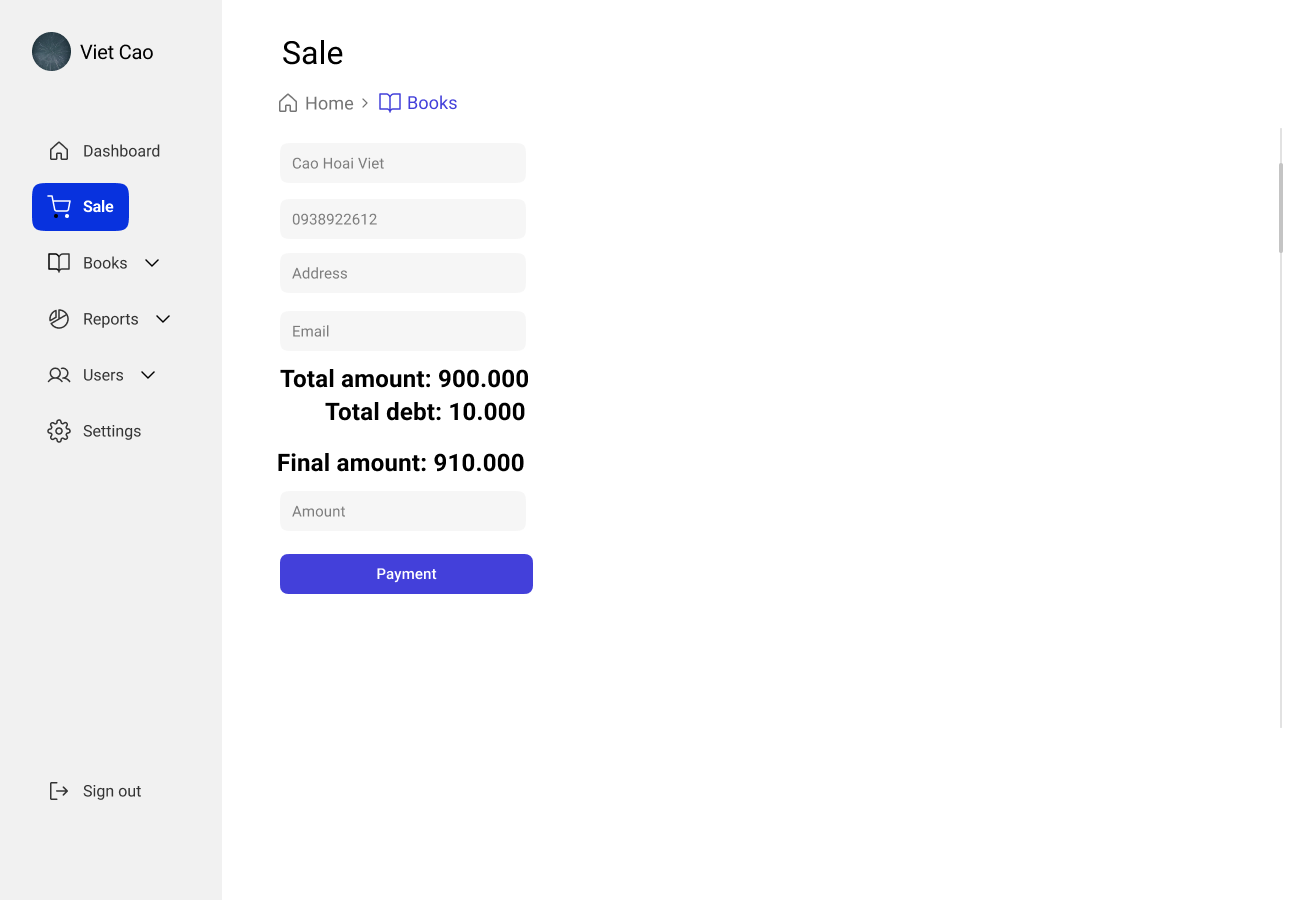 Viet Cao
Dashboard
Sale
Books
Reports
Users
Settings
Sign out
Sale
Home > Books
Cao Hoai Viet
0938922612
Address
Email
Total amount: 900.000
Total debt: 10.000
Final amount: 910.000
Amount
Payment